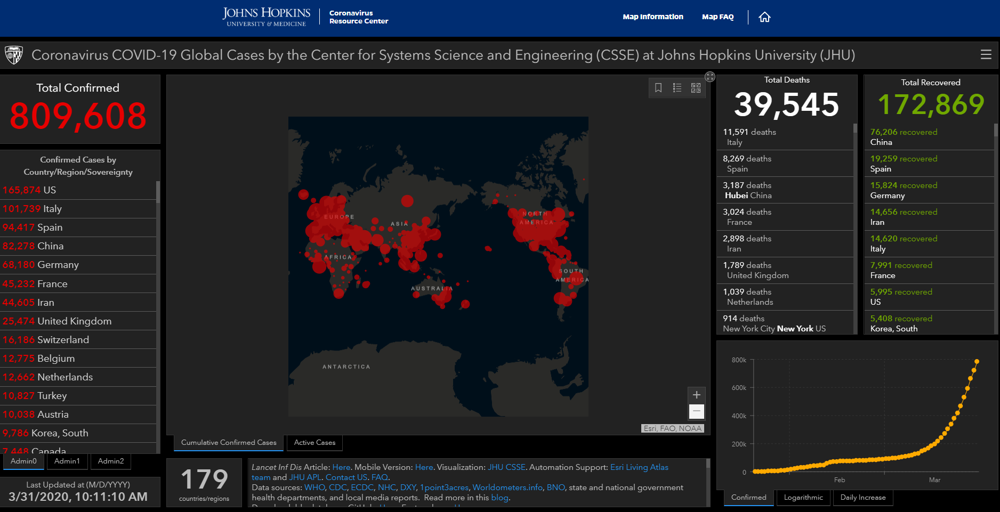 JOHNS HOPKINS
UNIVERSITY & MEDICINE
Coronavirus
Resource Center
Map Information
Map FAQ
Coronavirus COVID-19 Global Cases by the Center for Systems Science and Engineering (CSSE) at Johns Hopkins University (JHU)
Total Confirmed
809,608
Confirmed Cases by
Country/Region/Sovereignty
165,874 US
101,739 Italy
94,417 Spain
82,278 China
68,180 Germany
45,232 France
44,605 Iran
25,474 United Kingdom
16,186 Switzerland
12,775 Belgium
12,662 Netherlands
10,827 Turkey
10,038 Austria
9,786 Korea, South
7,448 Canada
Admin0
Admin1
Admin2
Last Updated at (M/D/YYYY)
3/31/2020, 10:11:10 AM
EUROPE
ASIA
AFRICA
AUSTRALIA
NORTH
AMERICA
SOUTH
AMERICA
ANTARCTICA
+
−
Esri, FAO, NOAA
Cumulative Confirmed Cases
Active Cases
179
countries/regions
Lancet Inf Dis Article: Here. Mobile Version: Here. Visualization: JHU CSSE. Automation Support: Esri Living Atlas
team and JHU APL. Contact US. FAQ.
Data sources: WHO, CDC, ECDC, NHC, DXY, 1point3acres, Worldometers.info, BNO, state and national government
health departments, and local media reports. Read more in this blog.
Total Deaths
39,545
11,591 deaths
Italy
8,269 deaths
Spain
3,187 deaths
Hubei China
3,024 deaths
France
2,898 deaths
Iran
1,789 deaths
United Kingdom
1,039 deaths
Netherlands
914 deaths
New York City New York US
Total Recovered
172,869
76,206 recovered
China
19,259 recovered
Spain
15,824 recovered
Germany
14,656 recovered
Iran
14,620 recovered
Italy
7,991 recovered
France
5,995 recovered
US
5,408 recovered
Korea, South
800k
600k
400k
200k
0
Feb
Mar
Confirmed
Logarithmic
Daily Increase